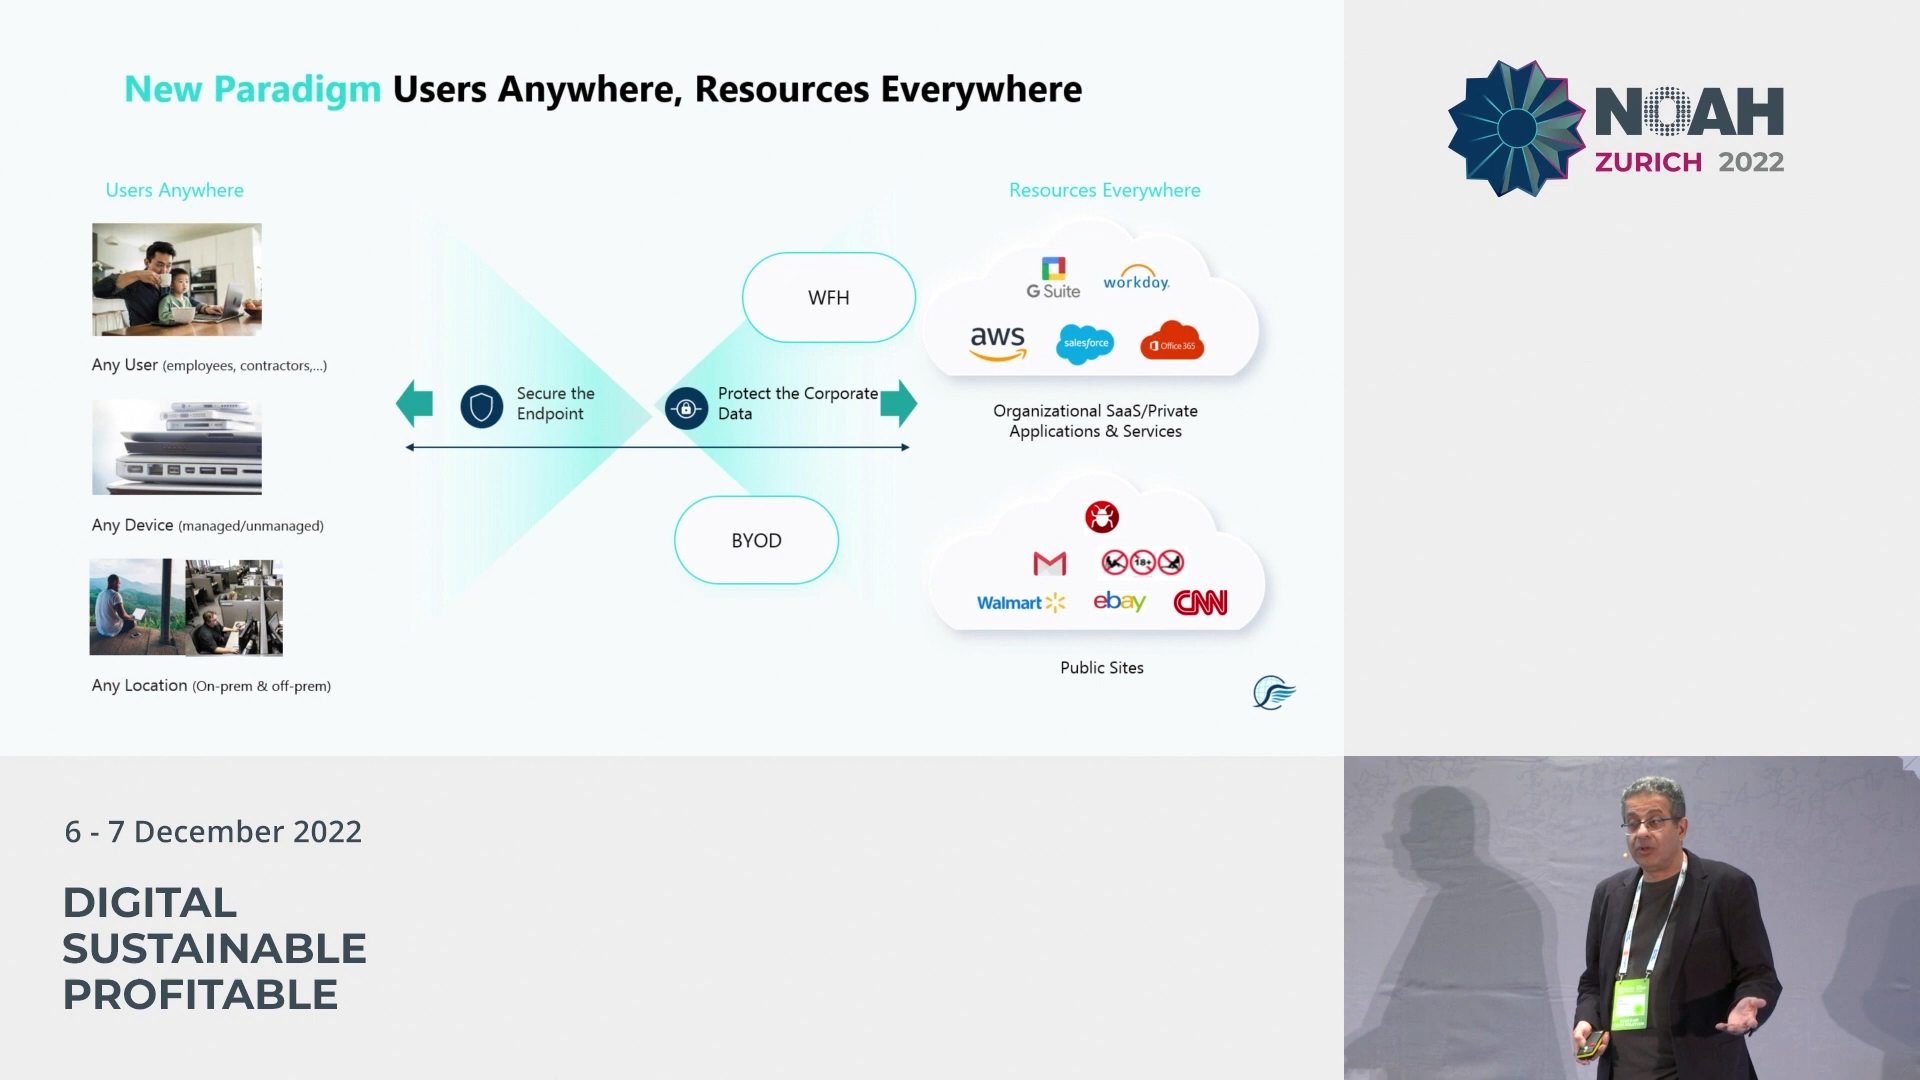 New Paradigm Users Anywhere, Resources Everywhere
Users Anywhere
Any User (employees, contractors,...)
Any Device (managed/unmanaged)
Any Location (On-prem & off-prem)
Secure the
Endpoint
Protect the Corporate
Data
WFH
BYOD
Resources Everywhere
G Suite
workday.
aws
salesforce
Office 365
Organizational SaaS/Private
Applications & Services
18+
Walmart
ebay
CNN
Public Sites
NOAH
ZURICH 2022
6 - 7 December 2022
DIGITAL
SUSTAINABLE
PROFITABLE